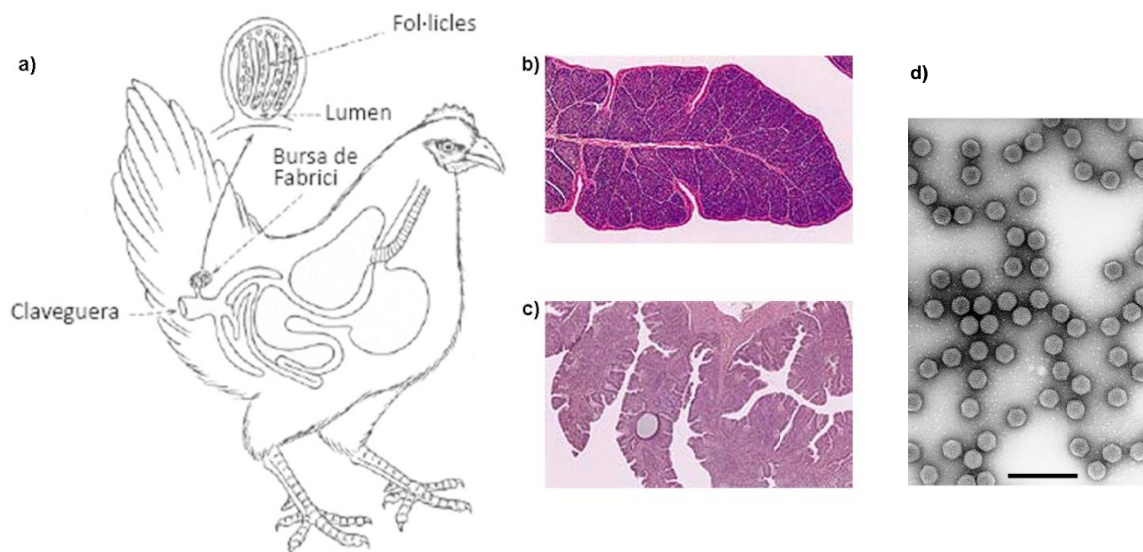 a)
Fol·licles
Lumen
Bursa de
Fabrici
Claveguera
b)
c)
d)